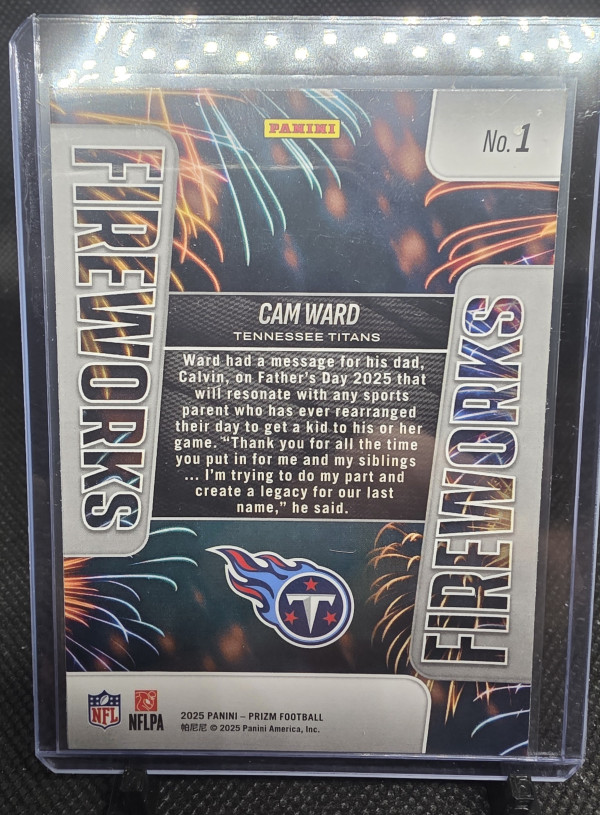 PANINI
No. 1
FIREWORKS
CAM WARD
TENNESSEE TITANS
Ward had a message for his dad,
Calvin, on Father's Day 2025 that
will resonate with any sports
parent who has ever rearranged
their day to get a kid to his or her
game. “Thank you for all the time
you put in for me and my siblings
... I'm trying to do my part and
create a legacy for our last
name,” he said.
FIREWORKS
T
NFL
NFLPA
2025 PANINI – PRIZM FOOTBALL
帕尼尼 © 2025 Panini America, Inc.